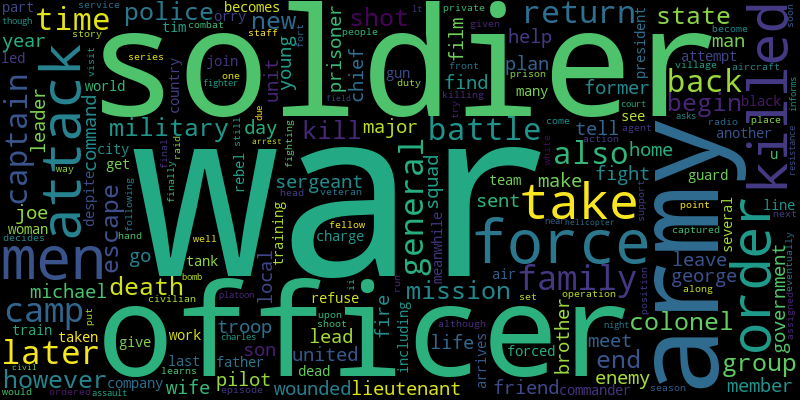 part
though
time
police
becomes
orry
new
tim
service
combat
staff
fort
shot
private
people
lt
given
film
become
return
state
man
president
soon
year
led
story
series
one
fighter
join
unit
young
prisoner
chief
gun
front
duty
prison
killing
help
plan
find
many
former
back
attempt
village
aircraft
killed
soldier
captain
leader
world
visit
country
due
field
try
court
begin
black
informs
attack
command
despite
military
day
kill
major
battle
tell
see
asks
radio
place
agent
another
city
get
way
rebel
still
fighting
final
finally
raid
arrest
general
squad
come
action
also
home
u
resistance
joe
woman
escape
following
war
sergeant
training
head
veteran
team
make
fight
guard
white
support
line
next
decides
hand
go
well
fellow
charge
meanwhile
sent
take
point
captured
several
army
order
men
tank
bomb
local
air
near
helicopter
force
family
leave
george
along
government
assigned
eventually
michael
death
civilian
platoon
ii
run
mission
set
operation
position
camp
officer
refuse
upon
shoot
fire
including
although
brother
colonel
train
taken
put
give
work
troop
charles
lead
life
arrives
forced
night
meet
later
civil
last
son
father
united
dead
end
group
however
learns
company
wife
pilot
episode
wounded
lieutenant
friend
enemy
commander
season
member
would
ordered
assault